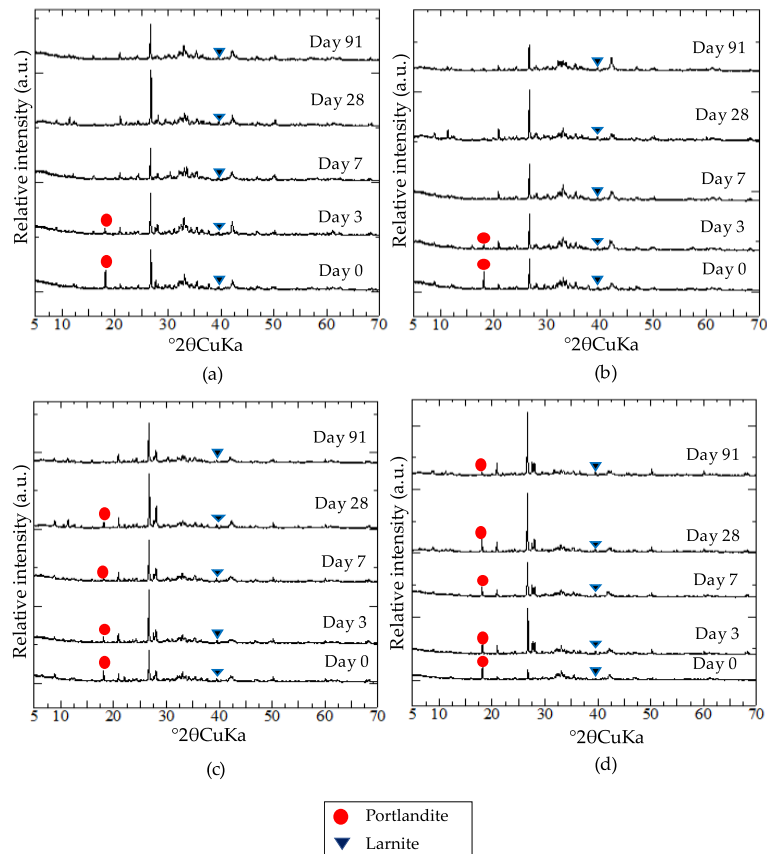 Relative intensity (a.u.)
Day 91
Day 28
Day 7
Day 3
Day 0
5 10 20 30 40 50 60 70
°2θCuKa
(a)
Relative intensity (a.u.)
Day 91
Day 28
Day 7
Day 3
Day 0
5 10 20 30 40 50 60 70
°2θCuKa
(b)
Relative intensity (a.u.)
Day 91
Day 28
Day 7
Day 3
Day 0
5 10 20 30 40 50 60 70
°2θCuKa
(c)
Relative intensity (a.u.)
Day 91
Day 28
Day 7
Day 3
Day 0
5 10 20 30 40 50 60 70
°2θCuKa
(d)
Portlandite
Larnite